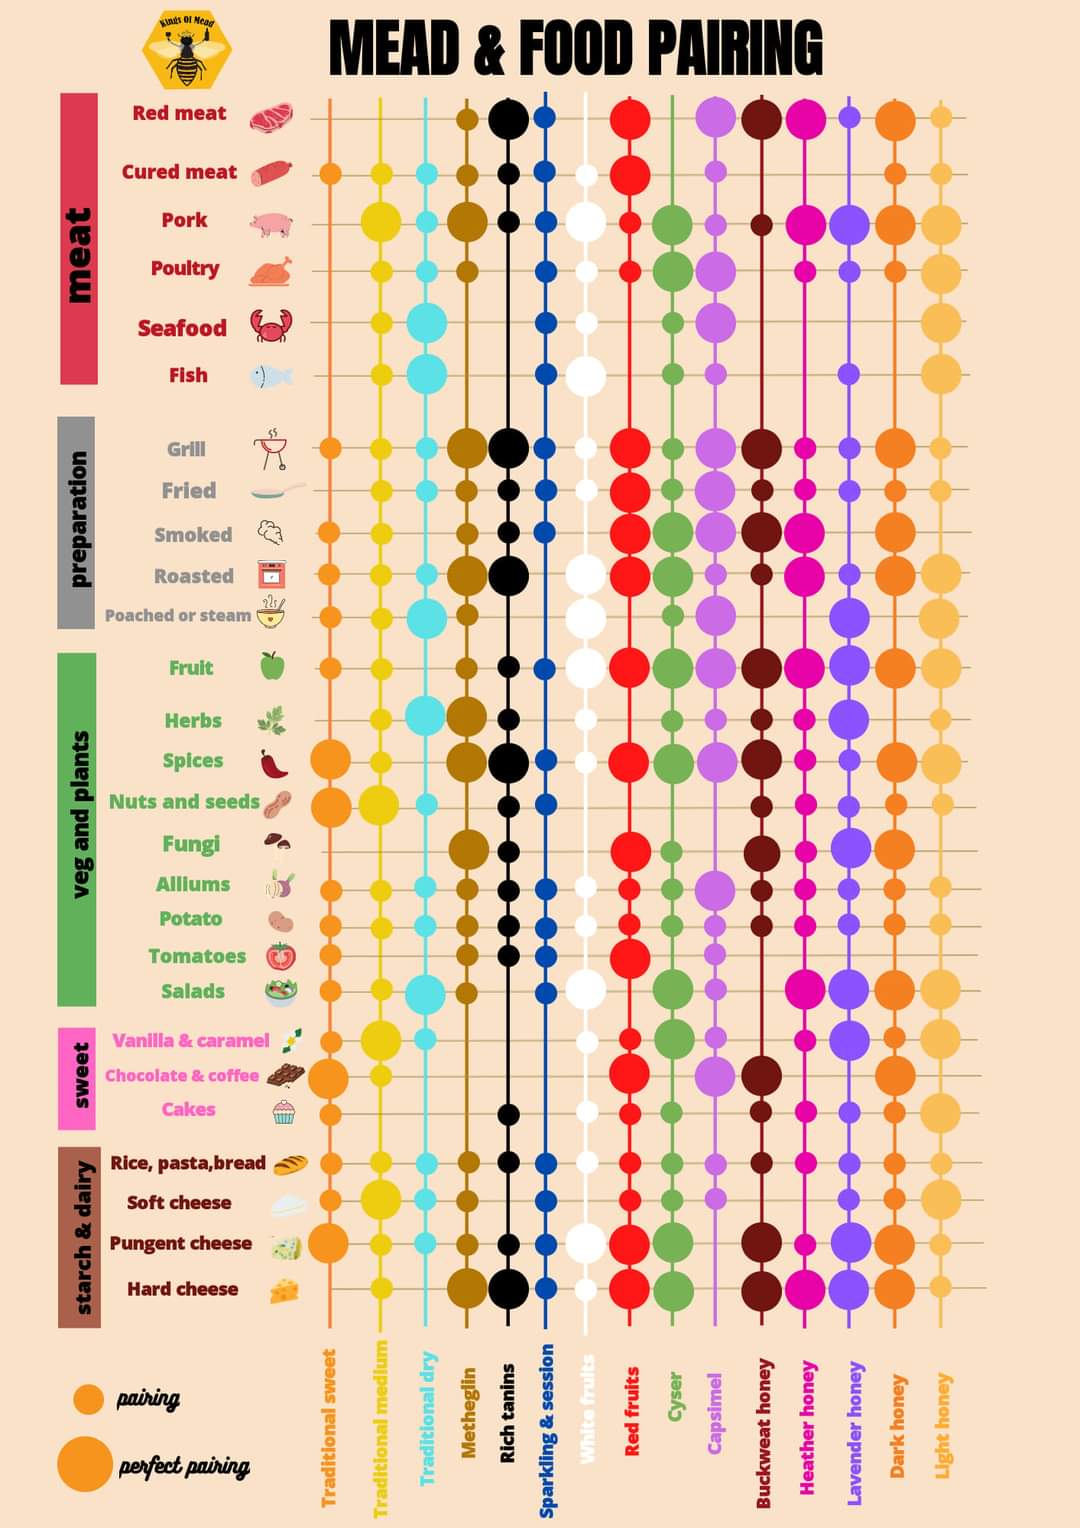 Kings Of Mead
MEAD & FOOD PAIRING
meat
Red meat
Cured meat
Pork
Poultry
Seafood
Fish
preparation
Grill
Fried
Smoked
Roasted
Poached or steam
veg and plants
Fruit
Herbs
Spices
Nuts and seeds
Fungi
Alliums
Potato
Tomatoes
Salads
sweet
Vanilla & caramel
Chocolate & coffee
Cakes
starch & dairy
Rice, pasta,bread
Soft cheese
Pungent cheese
Hard cheese
Traditional sweet
Traditional medium
Traditional dry
Metheglin
Rich tanins
Sparkling & session
White fruits
Red fruits
Cyser
Capsimel
Buckweat honey
Heather honey
Lavender honey
Dark honey
Light honey
pairing
perfect pairing